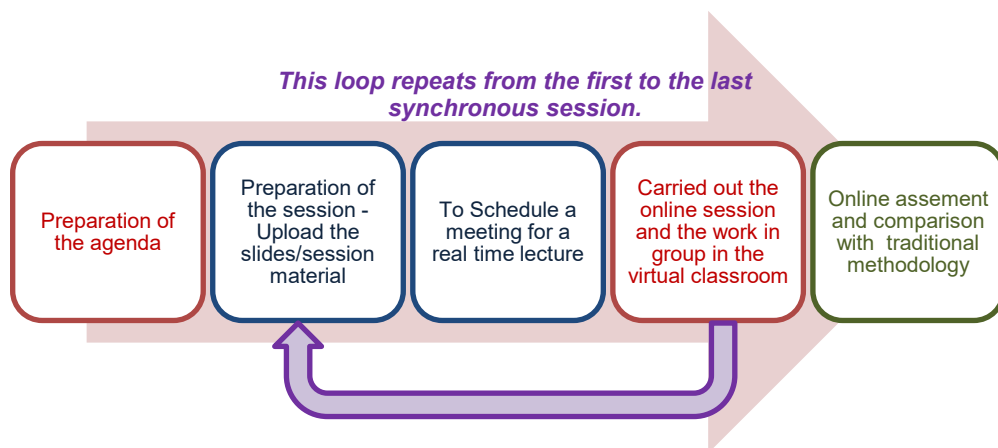 This loop repeats from the first to the last
synchronous session.
Preparation of
the agenda
Preparation of
the session -
Upload the
slides/session
material
To Schedule a
meeting for a
real time lecture
Carried out the
online session
and the work in
group in the
virtual classroom
Online assement
and comparison
with  traditional
methodology